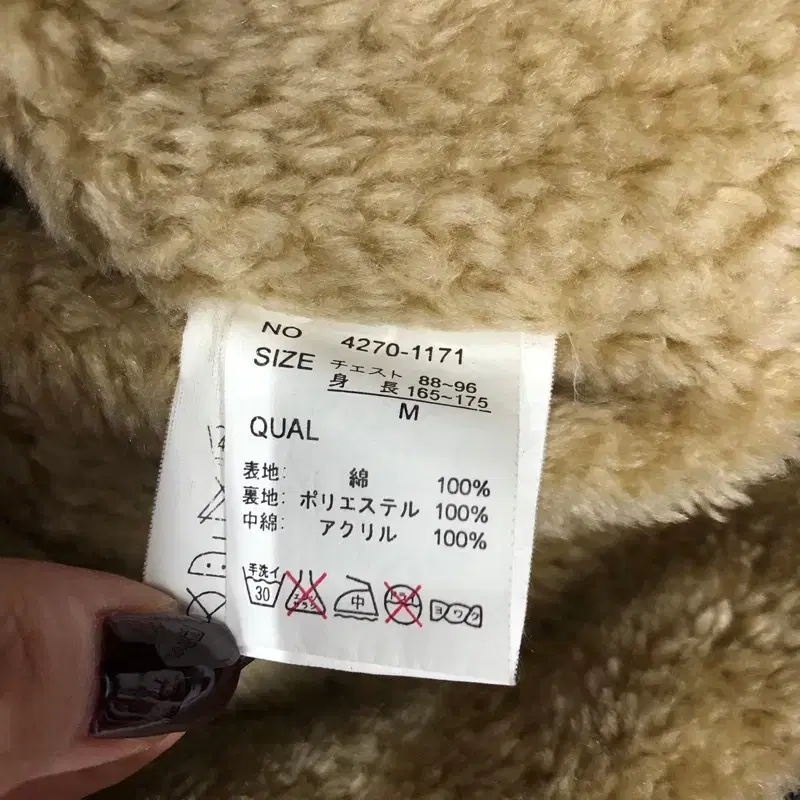 NO 4270-1171
SIZE チェスト 88~96
身 長 165~175
M
QUAL
表地: 綿 100%
裏地: ポリエステル 100%
中綿: アクリル 100%
手洗イ
30
中
ヨワク